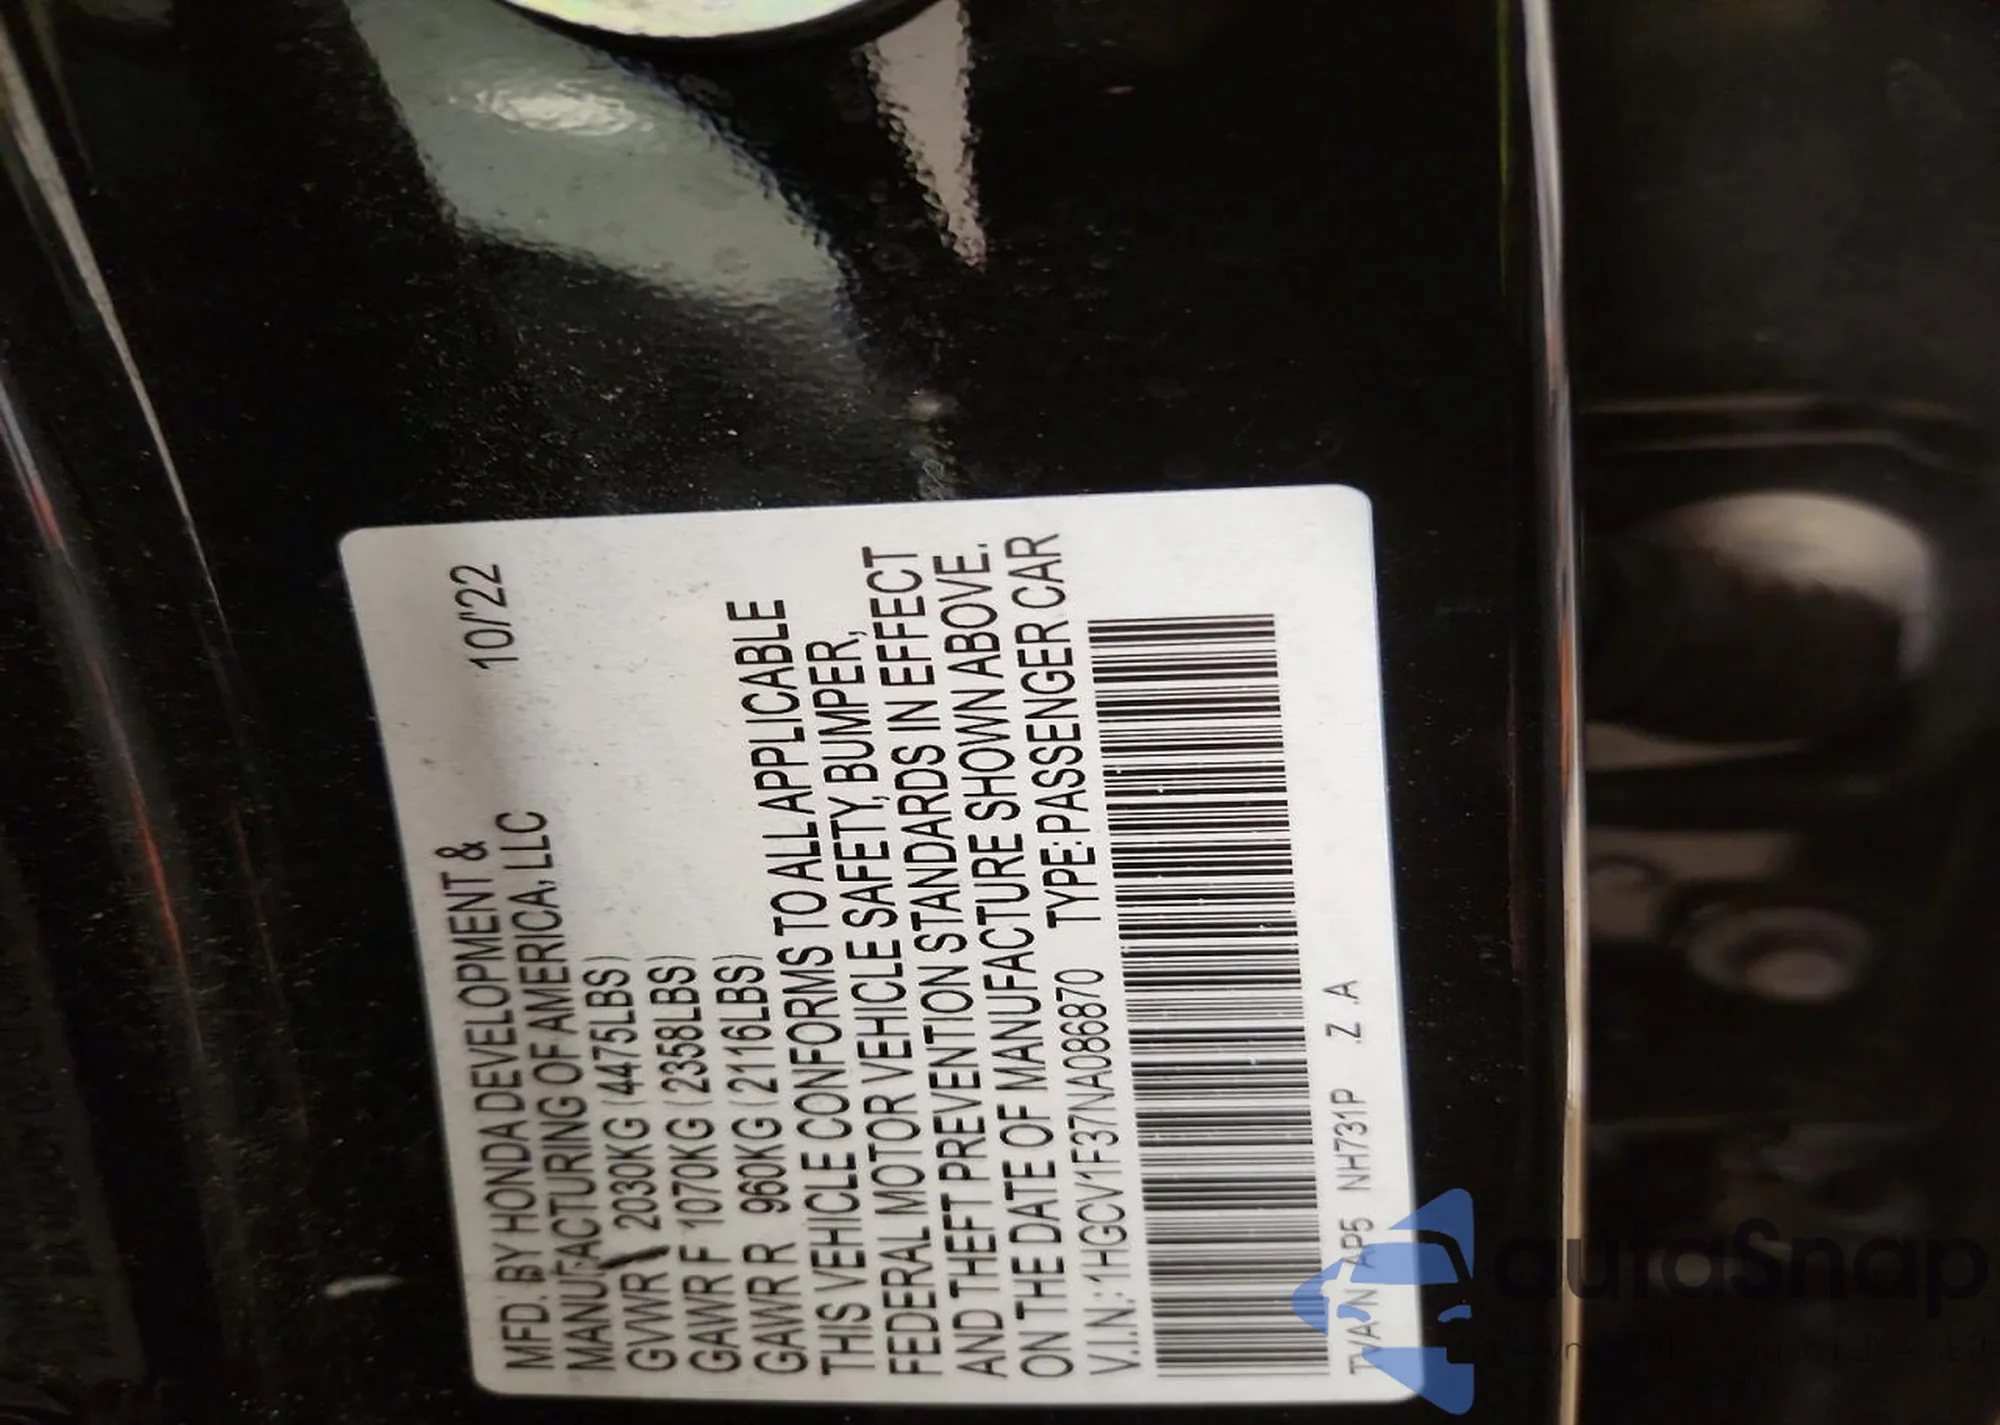 MFD. BY HONDA DEVELOPMENT &
MANUFACTURING OF AMERICA, LLC 10/'22
GVWR 2030KG (4475LBS)
GAWR F 1070KG (2358LBS)
GAWR R 960KG (2116LBS)
THIS VEHICLE CONFORMS TO ALL APPLICABLE
FEDERAL MOTOR VEHICLE SAFETY, BUMPER,
AND THEFT PREVENTION STANDARDS IN EFFECT
ON THE DATE OF MANUFACTURE SHOWN ABOVE.
V.I.N.: 1HGCV1F37NA086870 TYPE: PASSENGER CAR
AP5 NH731P .Z .A
autaSnap